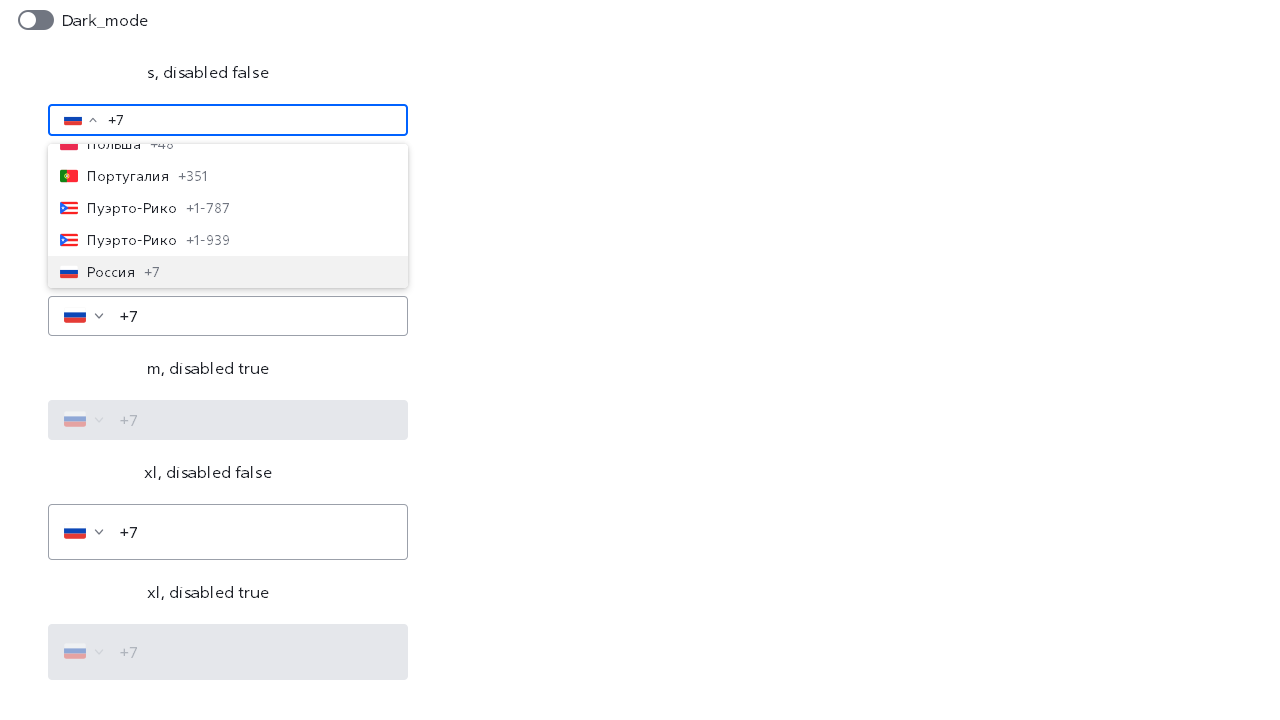 Dark_mode
s, disabled false
+7
Польша +48
Португалия +351
Пуэрто-Рико +1-787
Пуэрто-Рико +1-939
Россия +7
+7
m, disabled true
+7
xl, disabled false
+7
xl, disabled true
+7